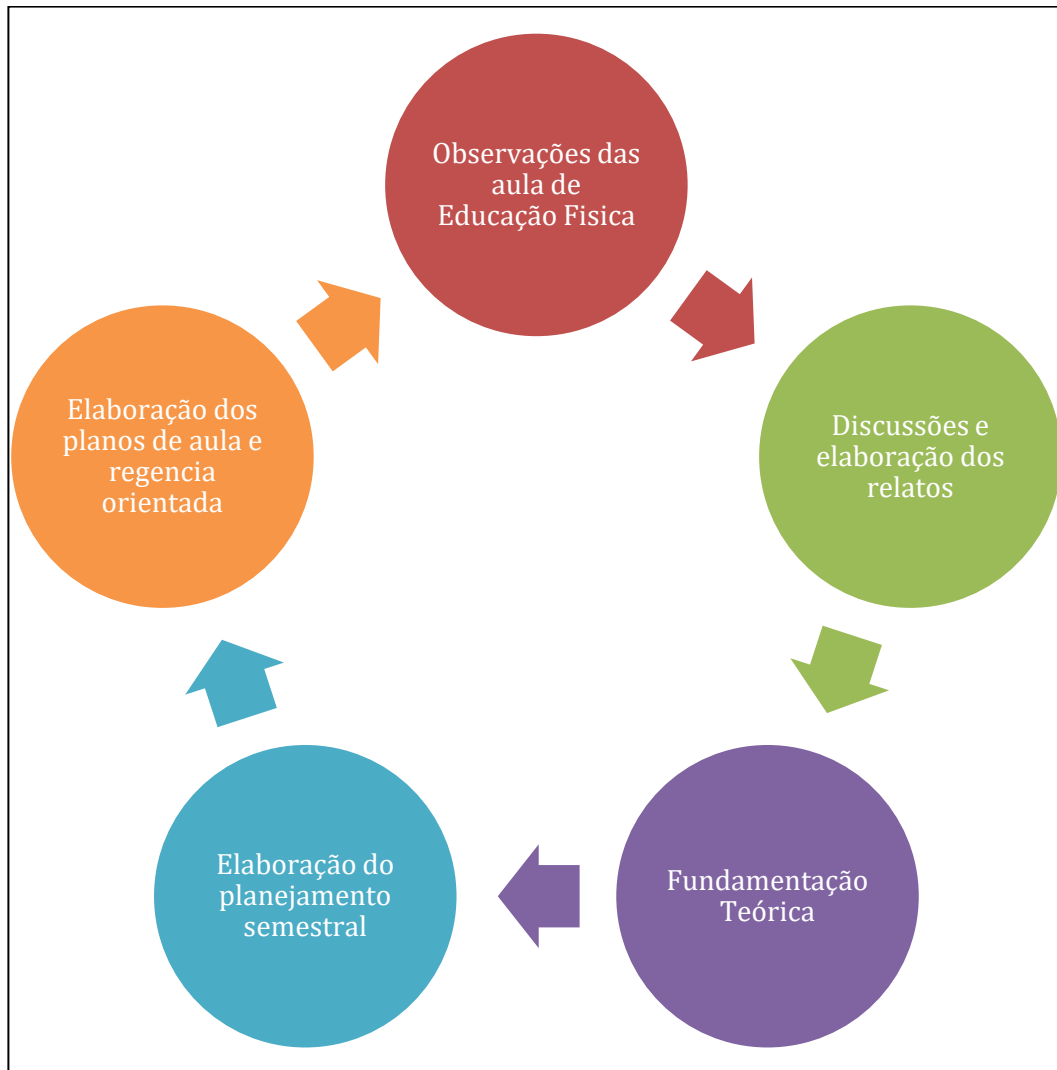 Observações das
aula de
Educação Fisica
Discussões e
elaboração dos
relatos
Fundamentação
Teórica
Elaboração do
planejamento
semestral
Elaboração dos
planos de aula e
regencia
orientada